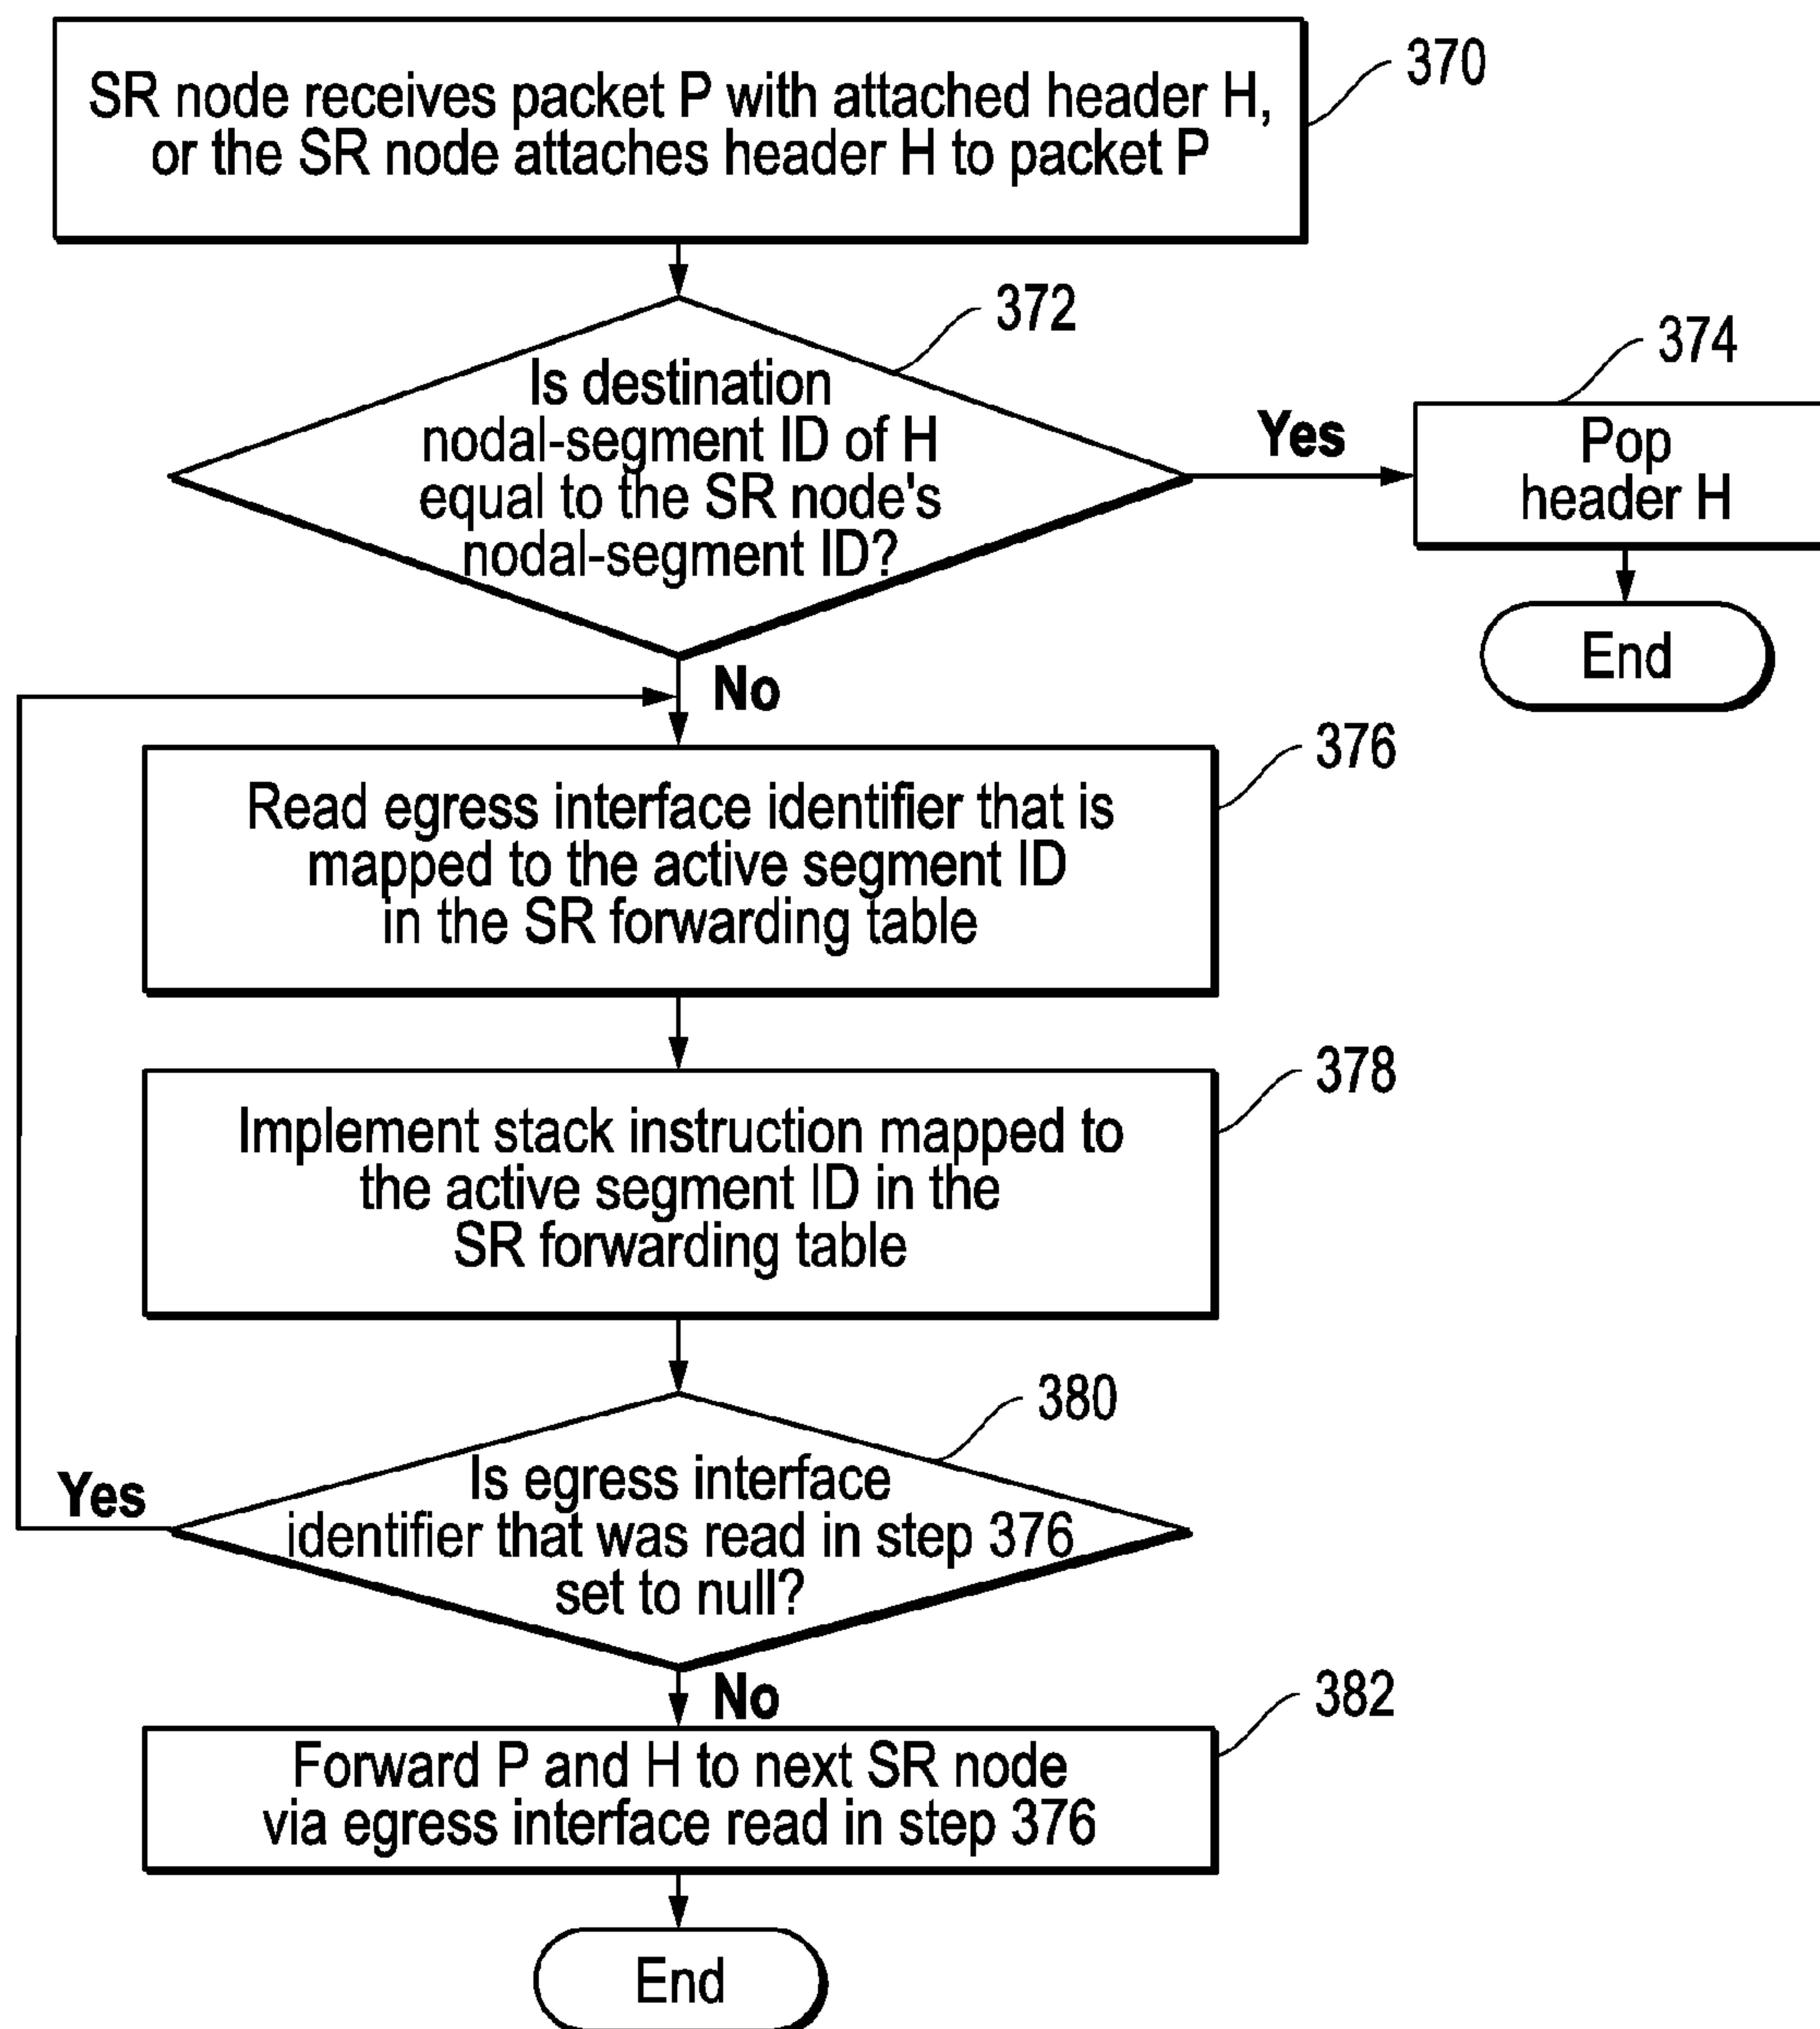 SR node receives packet P with attached header H,
or the SR node attaches header H to packet P
370
372
Is destination
nodal-segment ID of H
equal to the SR node's
nodal-segment ID?
Yes
374
Pop
header H
End
No
376
Read egress interface identifier that is
mapped to the active segment ID
in the SR forwarding table
378
Implement stack instruction mapped to
the active segment ID in the
SR forwarding table
380
Is egress interface
identifier that was read in step 376
set to null?
Yes
No
382
Forward P and H to next SR node
via egress interface read in step 376
End